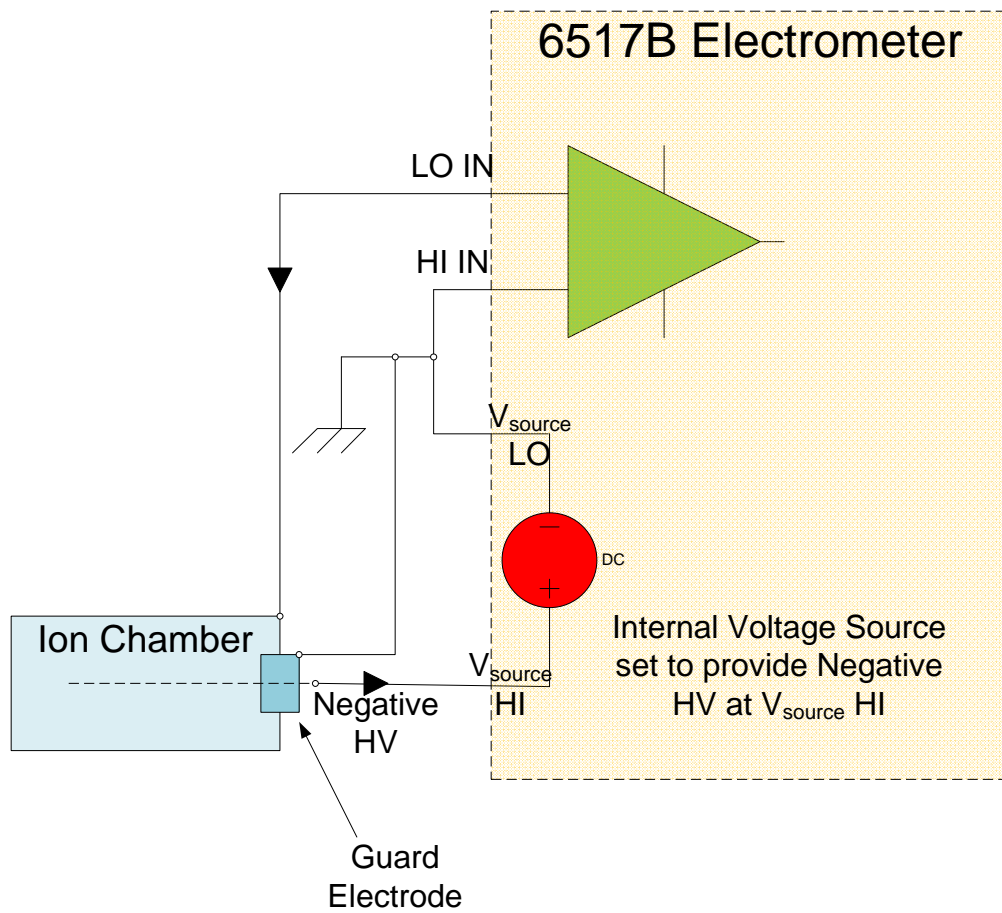 6517B Electrometer
LO IN
HI IN
Vsource
LO
DC
Ion Chamber
Internal Voltage Source
set to provide Negative
HV at Vsource HI
Vsource
HI
Negative
HV
Guard
Electrode